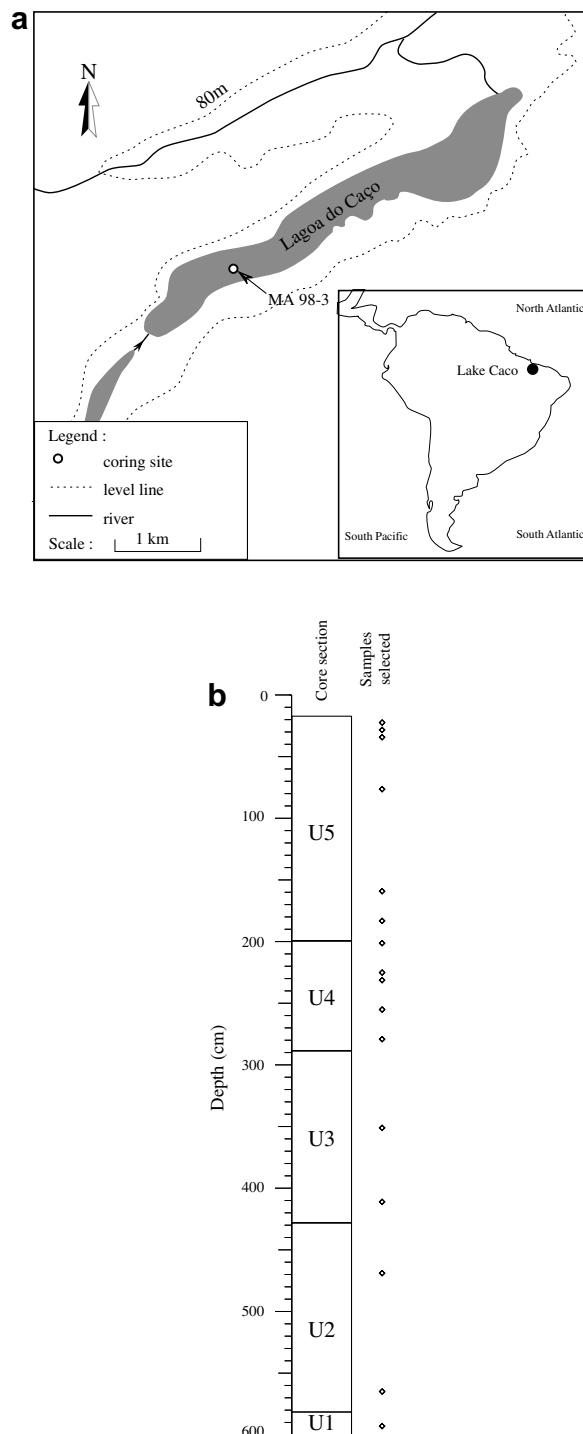 a
N
80m
Lagoa do Caço
MA 98-3
North Atlantic
Lake Caco
South Pacific
South Atlantic
Legend :
coring site
level line
river
Scale :
1 km
b
Core section
Samples selected
Depth (cm)
0
100
200
300
400
500
600
U5
U4
U3
U2
U1